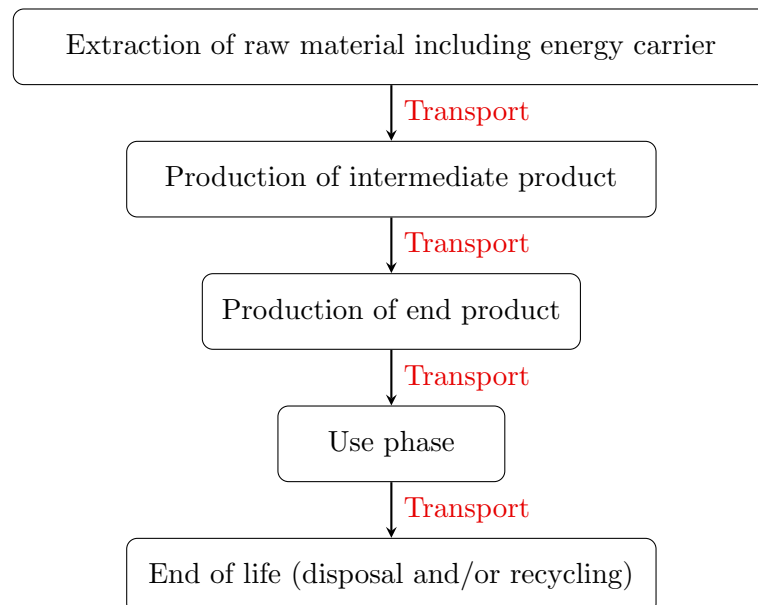 Extraction of raw material including energy carrier
Transport
Production of intermediate product
Transport
Production of end product
Transport
Use phase
Transport
End of life (disposal and/or recycling)